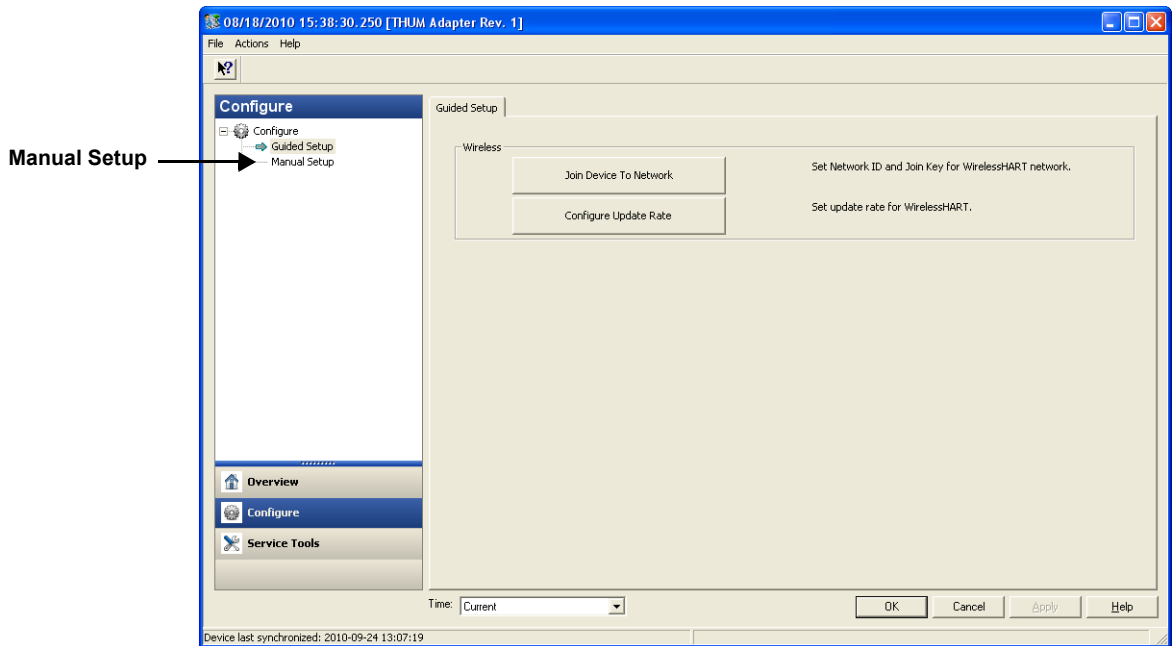 08/18/2010 15:38:30.250 [THUM Adapter Rev. 1]
File Actions Help
Configure
Configure
Guided Setup
Manual Setup
Manual Setup
Guided Setup
Wireless
Join Device To Network
Set Network ID and Join Key for WirelessHART network.
Configure Update Rate
Set update rate for WirelessHART.
Overview
Configure
Service Tools
Time: Current
OK Cancel Apply Help
Device last synchronized: 2010-09-24 13:07:19